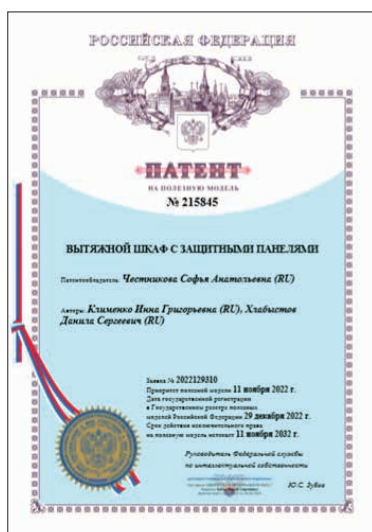 РОССИЙСКАЯ ФЕДЕРАЦИЯ
ПАТЕНТ
НА ПОЛЕЗНУЮ МОДЕЛЬ
№ 215845
ВЫТЯЖНОЙ ШКАФ С ЗАЩИТНЫМИ ПАНЕЛЯМИ
Патентообладатель: Честникова Софья Анатольевна (RU)
Авторы: Клименко Инна Григорьевна (RU), Хлабыстов
Данила Сергеевич (RU)
Заявка № 2022129310
Приоритет полезной модели 11 ноября 2022 г.
Дата государственной регистрации
в Государственном реестре полезных
моделей Российской Федерации 29 декабря 2022 г.
Срок действия исключительного права
на полезную модель истекает 11 ноября 2032 г.
Руководитель Федеральной службы
по интеллектуальной собственности
Ю.С. Зубов